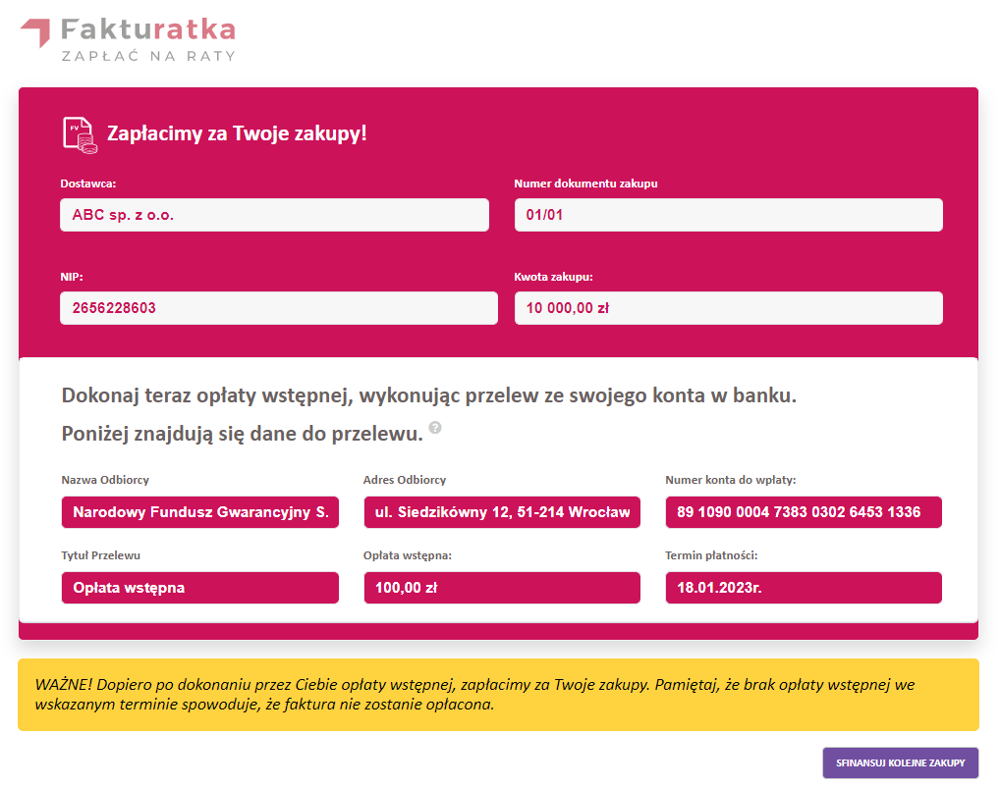 Fakturatka
ZAPŁAĆ NA RATY
FV
Zapłacimy za Twoje zakupy!
Dostawca:
Numer dokumentu zakupu
ABC sp. z o.o.
01/01
NIP:
Kwota zakupu:
2656228603
10 000,00 zł
Dokonaj teraz opłaty wstępnej, wykonując przelew ze swojego konta w banku.
Poniżej znajdują się dane do przelewu. ?
Nazwa Odbiorcy
Adres Odbiorcy
Numer konta do wpłaty:
Narodowy Fundusz Gwarancyjny S.
ul. Siedzikówny 12, 51-214 Wrocław
89 1090 0004 7383 0302 6453 1336
Tytuł Przelewu
Opłata wstępna:
Termin płatności:
Opłata wstępna
100,00 zł
18.01.2023r.
WAŻNE! Dopiero po dokonaniu przez Ciebie opłaty wstępnej, zapłacimy za Twoje zakupy. Pamiętaj, że brak opłaty wstępnej we
wskazanym terminie spowoduje, że faktura nie zostanie opłacona.
SFINANSUJ KOLEJNE ZAKUPY